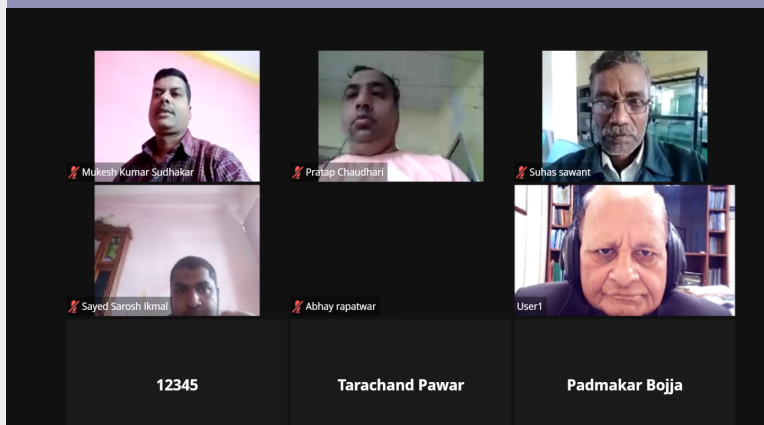 Mukesh Kumar Sudhakar
Pratap Chaudhari
Suhas sawant
Sayed Sarosh Ikmal
Abhay rapatwar
User1
12345
Tarachand Pawar
Padmakar Bojja